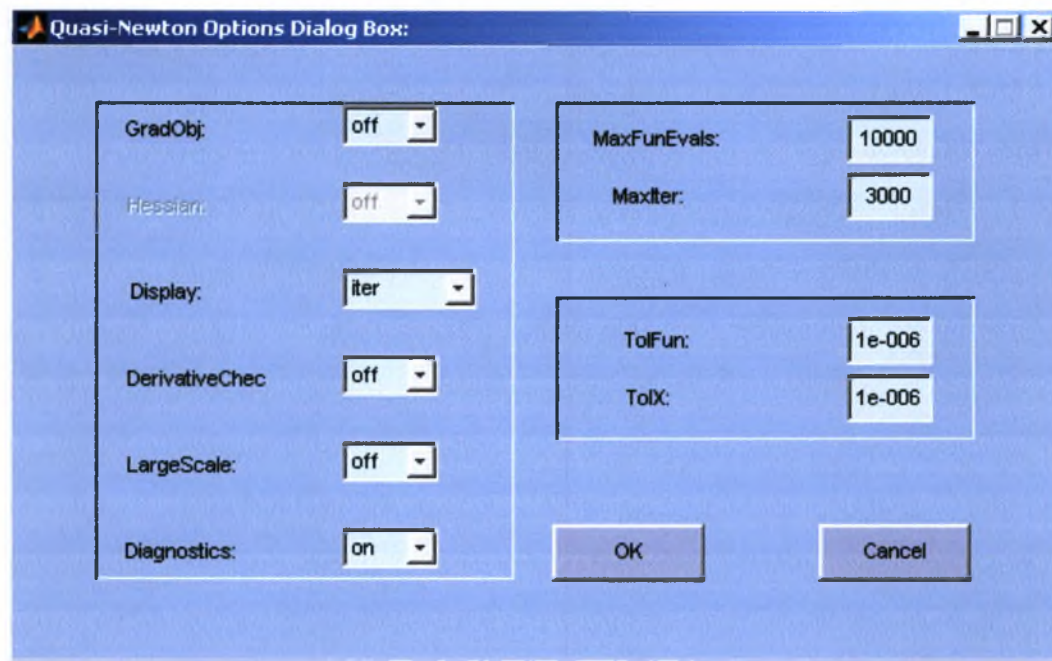 Quasi-Newton Options Dialog Box:
GradObj: off
Hessian: off
Display: iter
DerivativeChec off
LargeScale: off
Diagnostics: on
MaxFunEvals: 10000
MaxIter: 3000
TolFun: 1e-006
TolX: 1e-006
OK
Cancel